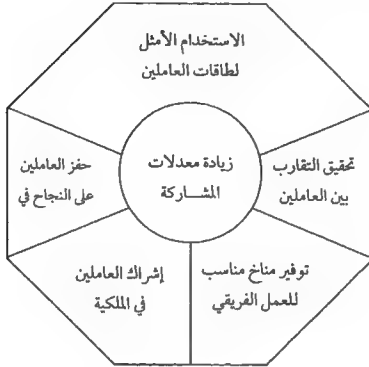 الاستخدام الأمثل
لطاقات العاملين
تحقيق التقارب
بين العاملين
زيادة معدلات
المشـــاركة
حفز العاملين
على النجاح في
توفير مناخ مناسب
للعمل الفريقي
إشراك العاملين
في الملكية